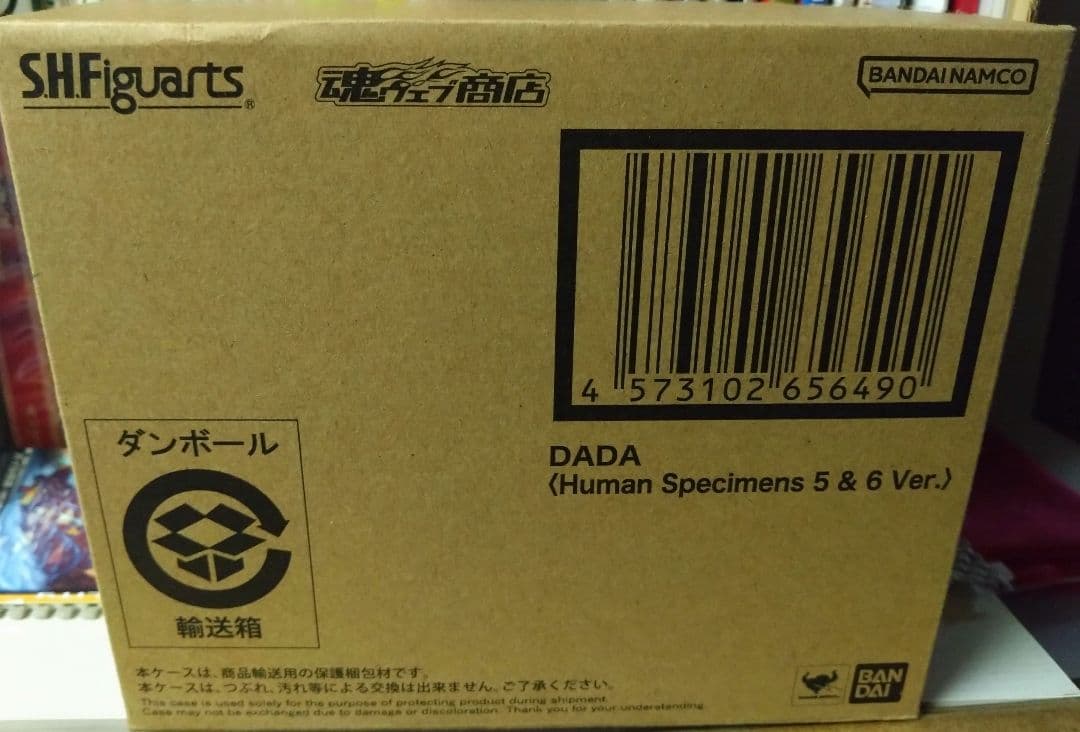 S.H.Figuarts®
魂ウェブ商店
BANDAI NAMCO
4 573102 656490
DADA
〈Human Specimens 5 & 6 Ver.〉
ダンボール
輸送箱
本ケースは、商品輸送用の保護梱包材です。
本ケースは、つぶれ、汚れ等による交換は出来ません。ご了承ください。
This case is used solely for the purpose of protecting product during shipment.
Case may not be exchanged due to damage or discoloration. Thank you for your understanding.
BAN
DAI